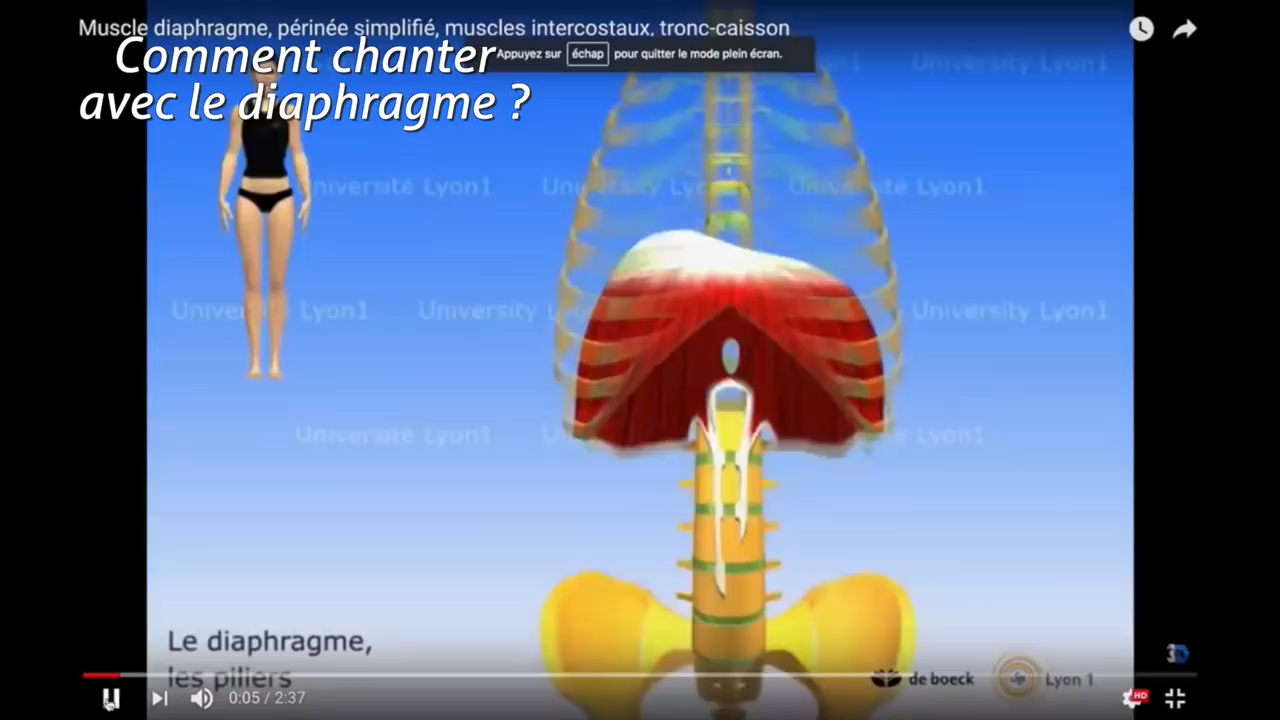 Muscle diaphragme, périnée simplifié, muscles intercostaux, tronc-caisson
Comment chanter
avec le diaphragme ?
Appuyez sur échap pour quitter le mode plein écran.
University Lyon1
Université Lyon1
University Lyon1
Université Lyon1
University Lyon1
University Lyon1
Université Lyon1
Lyon1
Le diaphragme,
les piliers
de boeck
Lyon 1
3D
0:05 / 2:37
HD